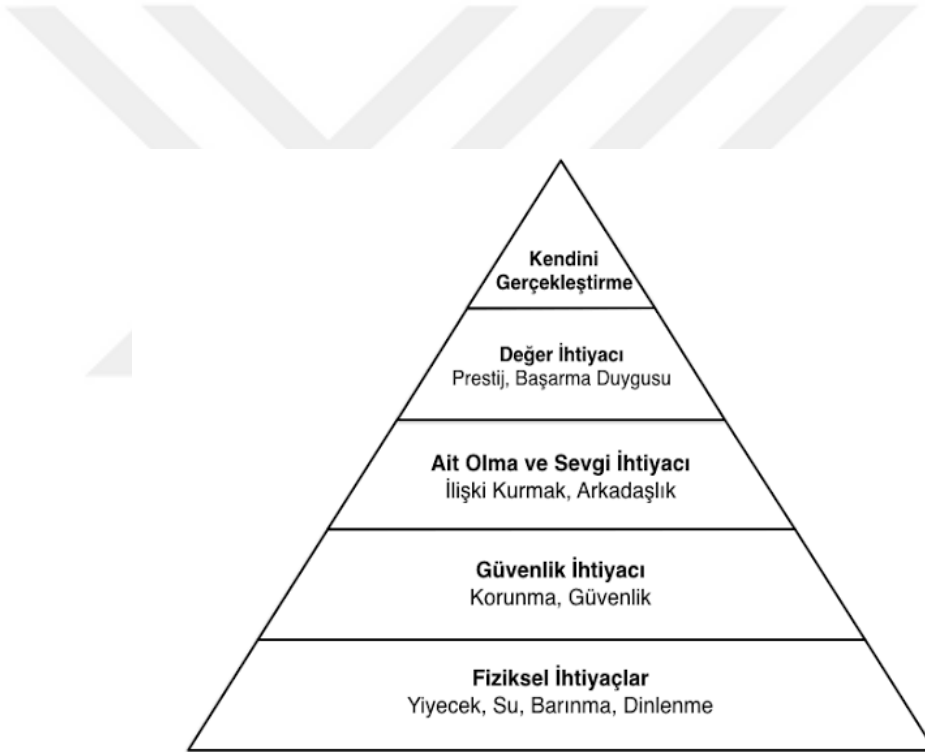 Kendini
Gerçekleştirme
Değer İhtiyacı
Prestij, Başarma Duygusu
Ait Olma ve Sevgi İhtiyacı
İlişki Kurmak, Arkadaşlık
Güvenlik İhtiyacı
Korunma, Güvenlik
Fiziksel İhtiyaçlar
Yiyecek, Su, Barınma, Dinlenme